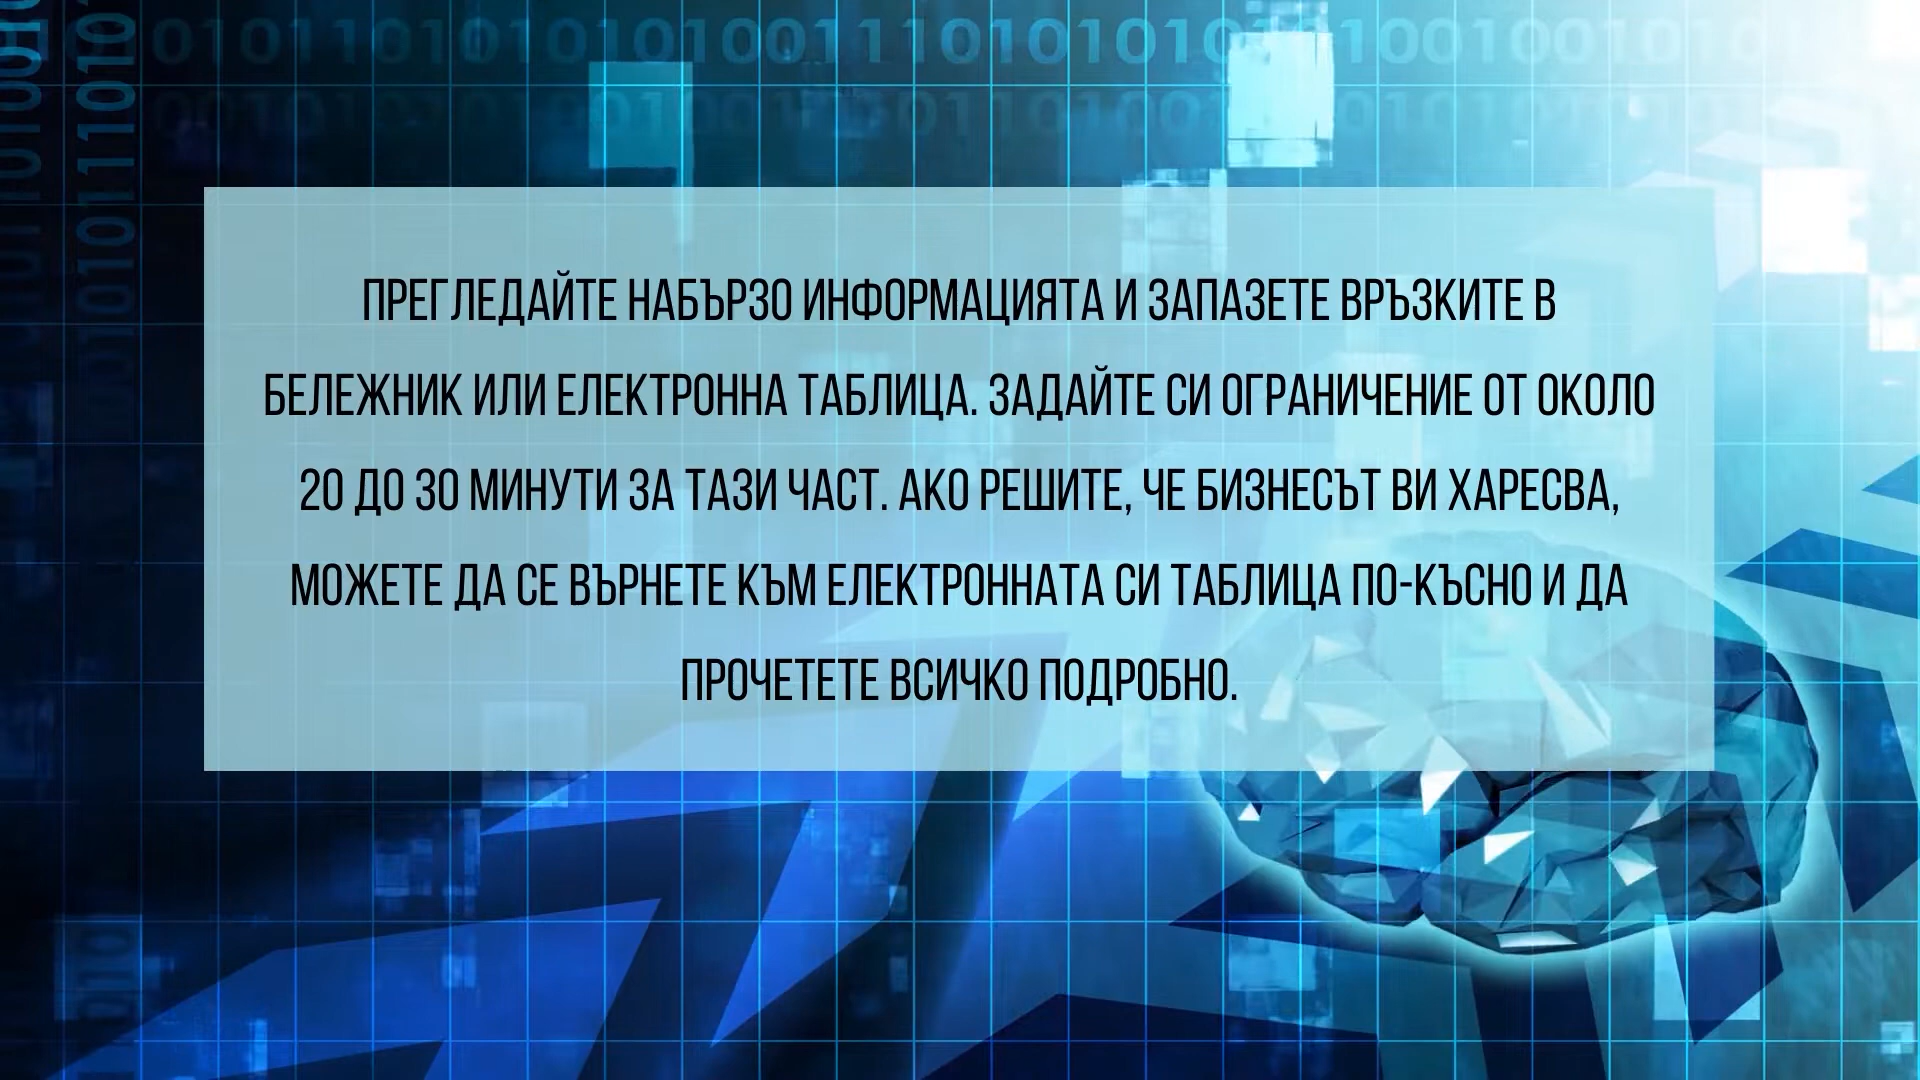 ПРЕГЛЕДАЙТЕ НАБЪРЗО ИНФОРМАЦИЯТА И ЗАПАЗЕТЕ ВРЪЗКИТЕ В
БЕЛЕЖНИК ИЛИ ЕЛЕКТРОННА ТАБЛИЦА. ЗАДАЙТЕ СИ ОГРАНИЧЕНИЕ ОТ ОКОЛО
20 ДО 30 МИНУТИ ЗА ТАЗИ ЧАСТ. АКО РЕШИТЕ, ЧЕ БИЗНЕСЪТ ВИ ХАРЕСВА,
МОЖЕТЕ ДА СЕ ВЪРНЕТЕ КЪМ ЕЛЕКТРОННАТА СИ ТАБЛИЦА ПО-КЪСНО И ДА
ПРОЧЕТЕТЕ ВСИЧКО ПОДРОБНО.